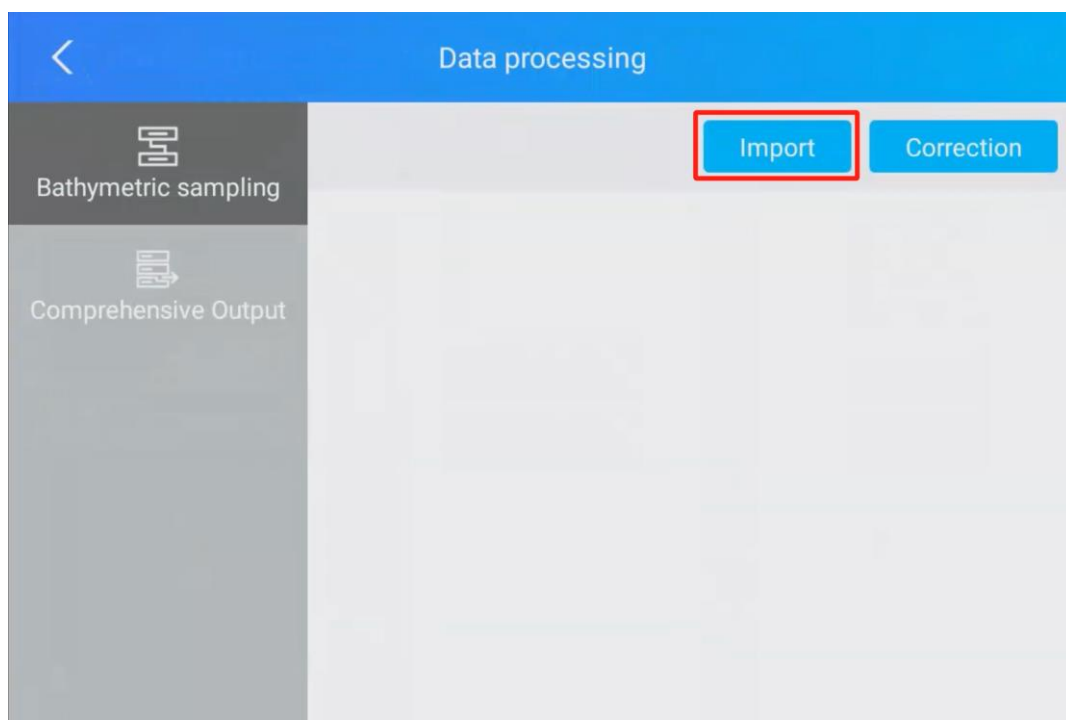 Data processing
Import
Correction
Bathymetric sampling
Comprehensive Output